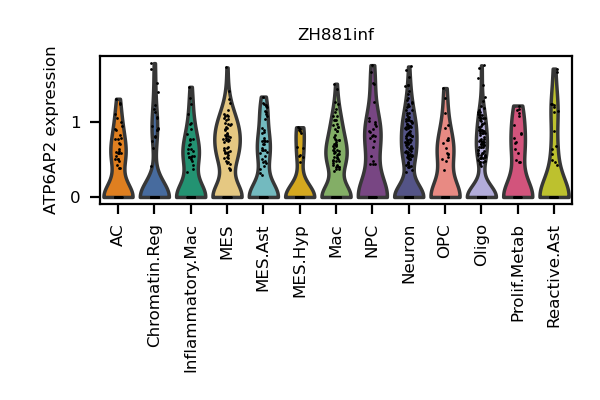 ZH881inf
ATP6AP2 expression
1
0
AC
Chromatin.Reg
Inflammatory.Mac
MES
MES.Ast
MES.Hyp
Mac
NPC
Neuron
OPC
Oligo
Prolif.Metab
Reactive.Ast